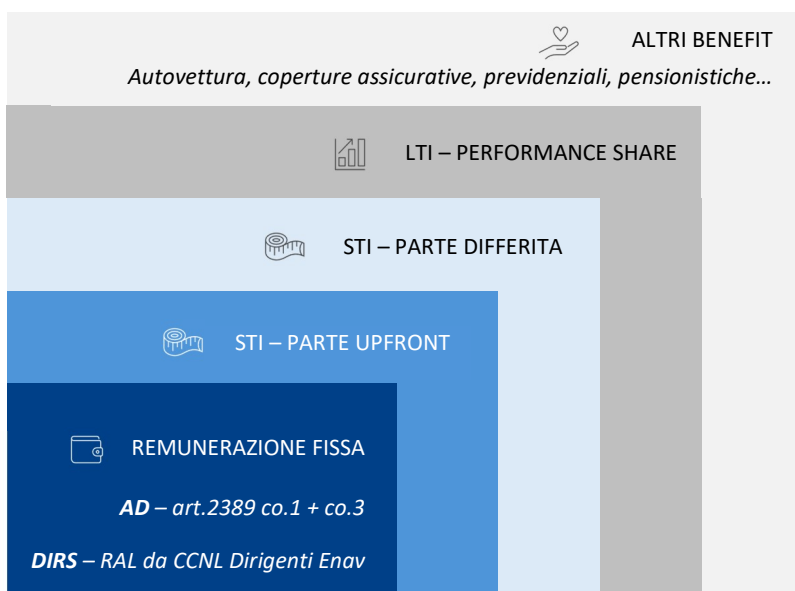 ALTRI BENEFIT
Autovettura, coperture assicurative, previdenziali, pensionistiche…
LTI – PERFORMANCE SHARE
STI – PARTE DIFFERITA
STI – PARTE UPFRONT
REMUNERAZIONE FISSA
AD – art.2389 co.1 + co.3
DIRS – RAL da CCNL Dirigenti Enav